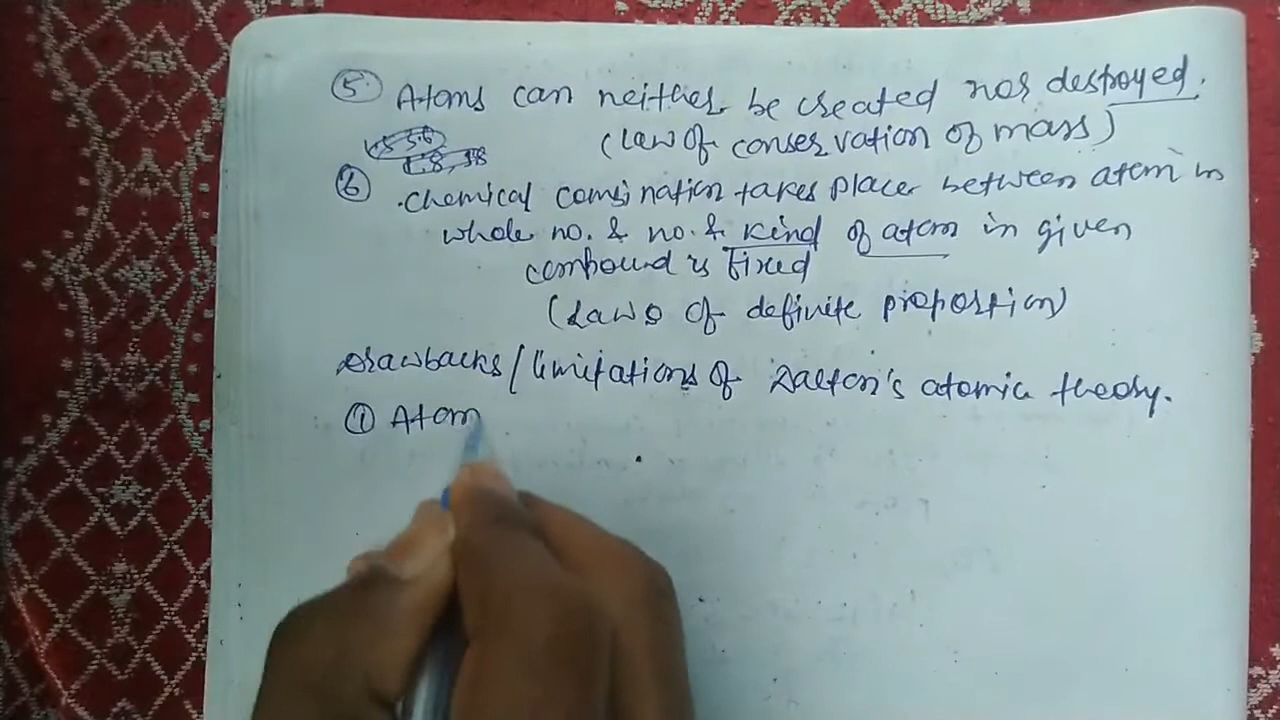 ⑤ Atoms can neither be created nor destroyed.
(law of conservation of mass)
⑥ Chemical combination takes place between atom in
whole no. & no. & kind of atom in given
compound is fixed
(Laws of definite proportion)
Drawbacks/limitations of Dalton's atomic theory.
① Atom